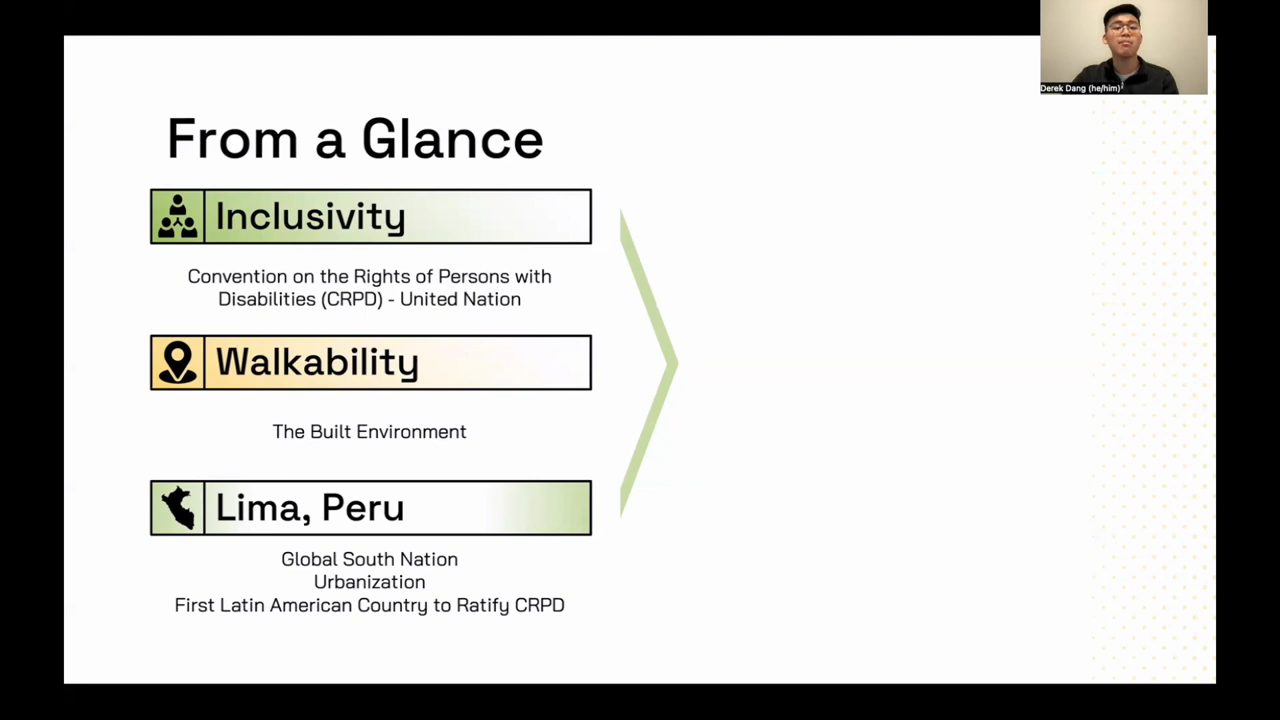 Derek Dang (he/him)
From a Glance
Inclusivity
Convention on the Rights of Persons with
Disabilities (CRPD) - United Nation
Walkability
The Built Environment
Lima, Peru
Global South Nation
Urbanization
First Latin American Country to Ratify CRPD